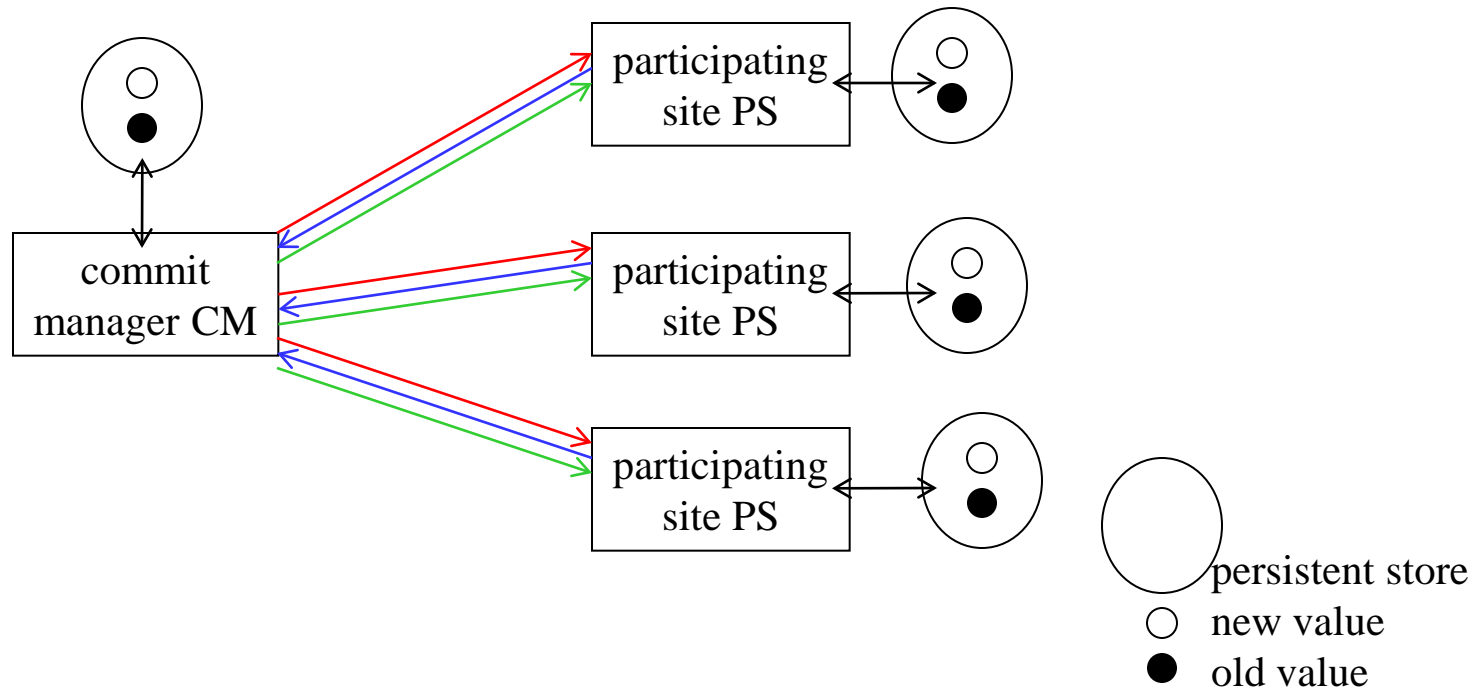 participating
site PS
commit
manager CM
participating
site PS
participating
site PS
persistent store
new value
old value